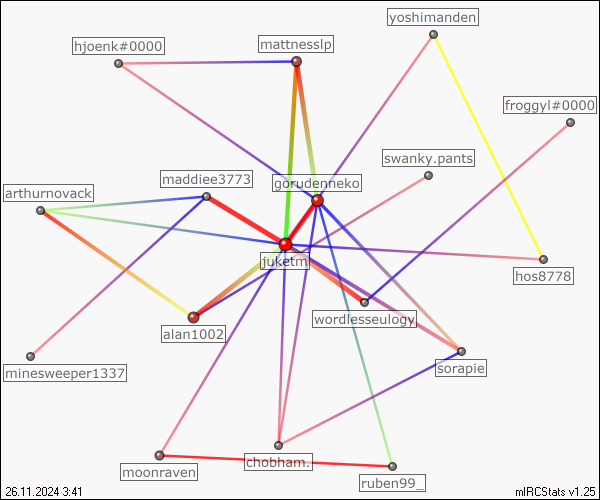 yoshimanden
hjoenk#0000
mattnesslp
froggyl#0000
swanky.pants
maddiee3773
gorudenneko
arthurnovack
juketm
hos8778
wordlesseulogy
alan1002
minesweeper1337
sorapie
chobham.
moonraven
ruben99_
26.11.2024 3:41
mIRCStats v1.25